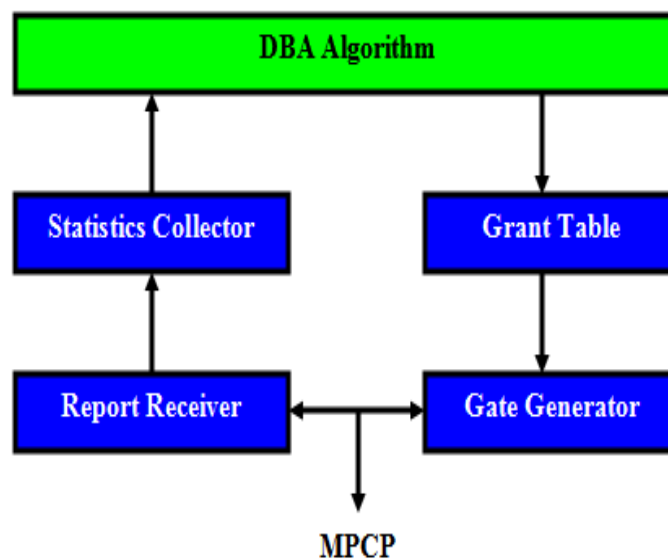 DBA Algorithm
Statistics Collector
Grant Table
Report Receiver
Gate Generator
MPCP